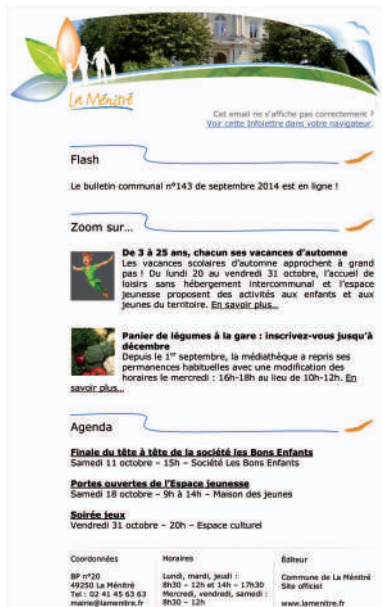 La Ménitré
Cet email ne s'affiche pas correctement ?
Voir cette Infolettre dans votre navigateur.
Flash
Le bulletin communal n°143 de septembre 2014 est en ligne !
Zoom sur...
De 3 à 25 ans, chacun ses vacances d'automne
Les vacances scolaires d'automne approchent à grand
pas ! Du lundi 20 au vendredi 31 octobre, l'accueil de
loisirs sans hébergement intercommunal et l'espace
jeunesse proposent des activités aux enfants et aux
jeunes du territoire. En savoir plus...
Panier de légumes à la gare : inscrivez-vous jusqu'à
décembre
Depuis le 1er septembre, la médiathèque a repris ses
permanences habituelles avec une modification des
horaires le mercredi : 16h-18h au lieu de 10h-12h. En
savoir plus...
Agenda
Finale du tête à tête de la société les Bons Enfants
Samedi 11 octobre – 15h – Société Les Bons Enfants
Portes ouvertes de l'Espace jeunesse
Samedi 18 octobre – 9h à 14h – Maison des jeunes
Soirée jeux
Vendredi 31 octobre – 20h – Espace culturel
Coordonnées
BP n°20
49250 La Ménitré
Tel : 02 41 45 63 63
mairie@lamenitre.fr
Horaires
Lundi, mardi, jeudi :
8h30 – 12h et 14h – 17h30
Mercredi, vendredi, samedi :
8h30 – 12h
Éditeur
Commune de La Ménitré
Site officiel
www.lamenitre.fr